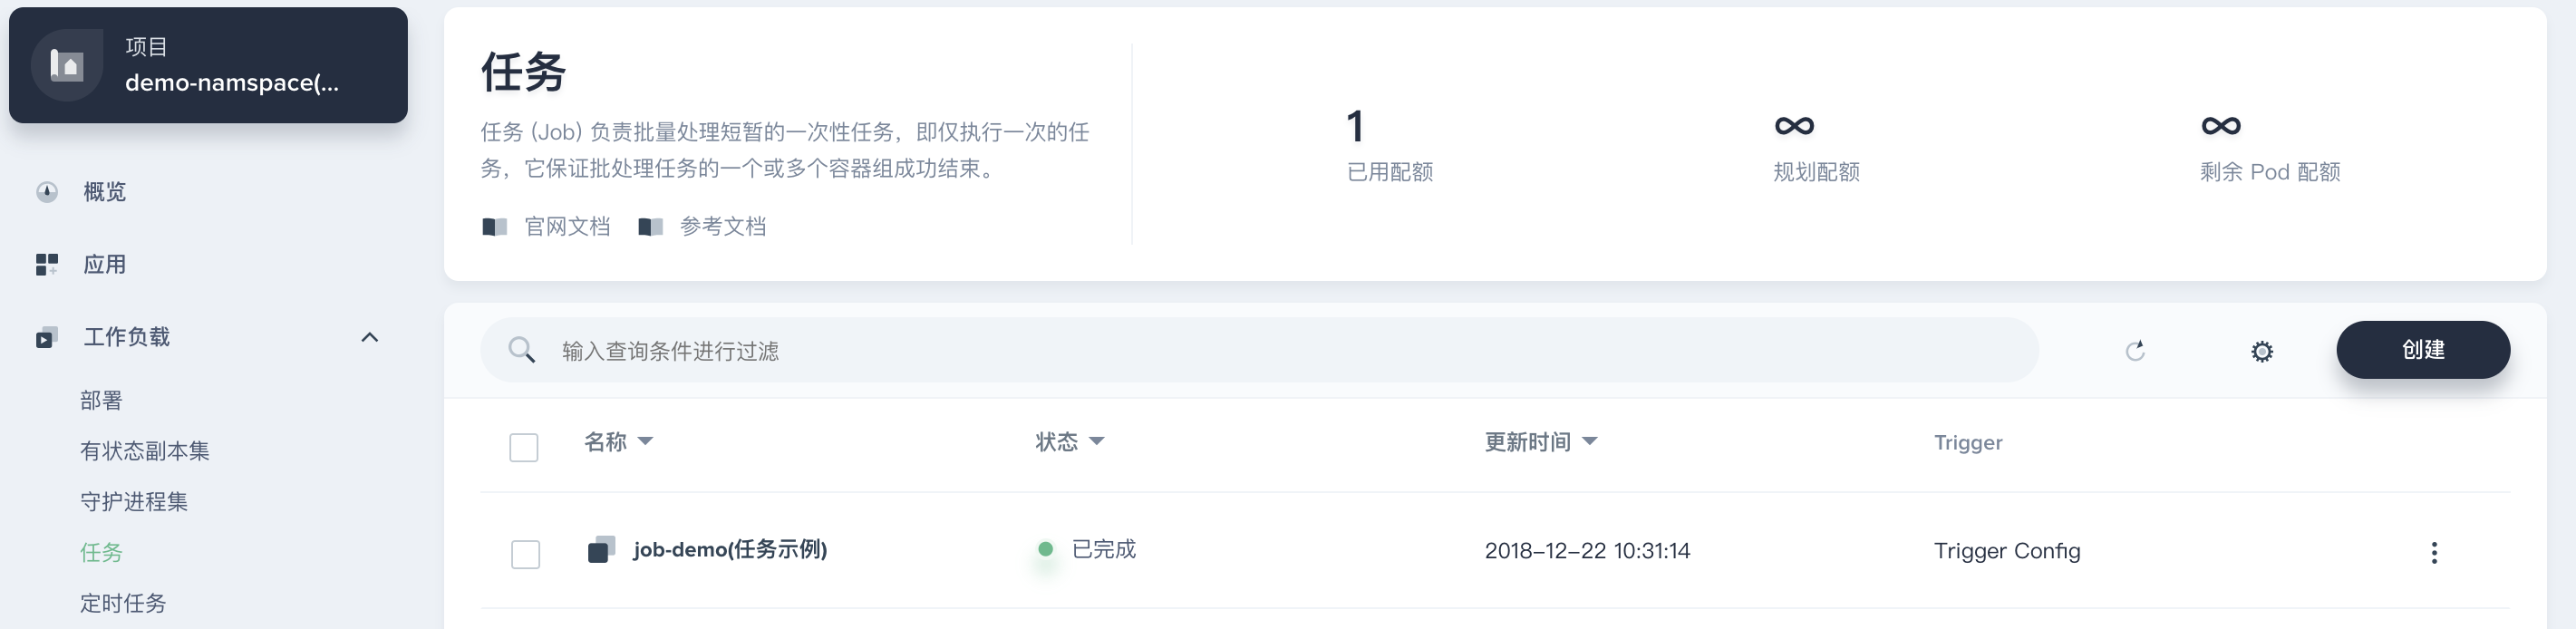 项目
demo-namspace(...
概览
应用
工作负载
部署
有状态副本集
守护进程集
任务
定时任务
任务
任务 (Job) 负责批量处理短暂的一次性任务，即仅执行一次的任
务，它保证批处理任务的一个或多个容器组成功结束。
官网文档 参考文档
1
已用配额
∞
规划配额
∞
剩余 Pod 配额
输入查询条件进行过滤
创建
名称 状态 更新时间 Trigger
job-demo(任务示例) 已完成 2018-12-22 10:31:14 Trigger Config